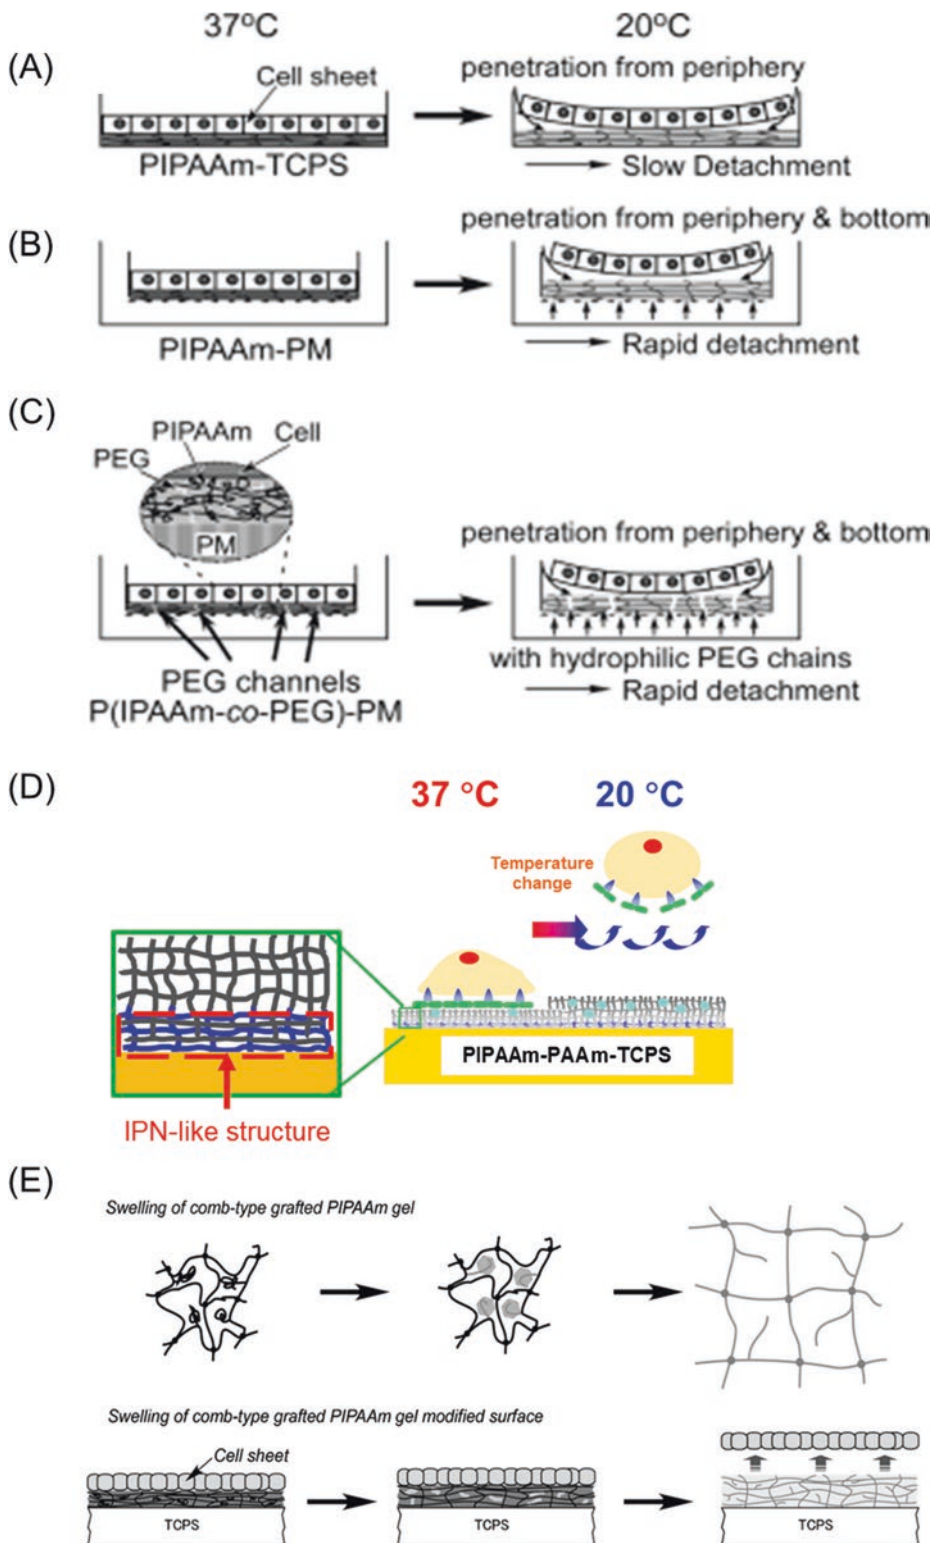 37°C
20°C
(A)
Cell sheet
penetration from periphery
PIPAAm-TCPS
Slow Detachment
penetration from periphery & bottom
(B)
PIPAAm-PM
Rapid detachment
(C)
PIPAAm
Cell
PEG
PM
penetration from periphery & bottom
PEG channels
P(IPAAm-co-PEG)-PM
with hydrophilic PEG chains
Rapid detachment
(D)
37 °C
20 °C
Temperature
change
PIPAAm-PAAm-TCPS
IPN-like structure
(E)
Swelling of comb-type grafted PIPAAm gel
Swelling of comb-type grafted PIPAAm gel modified surface
Cell sheet
TCPS
TCPS
TCPS